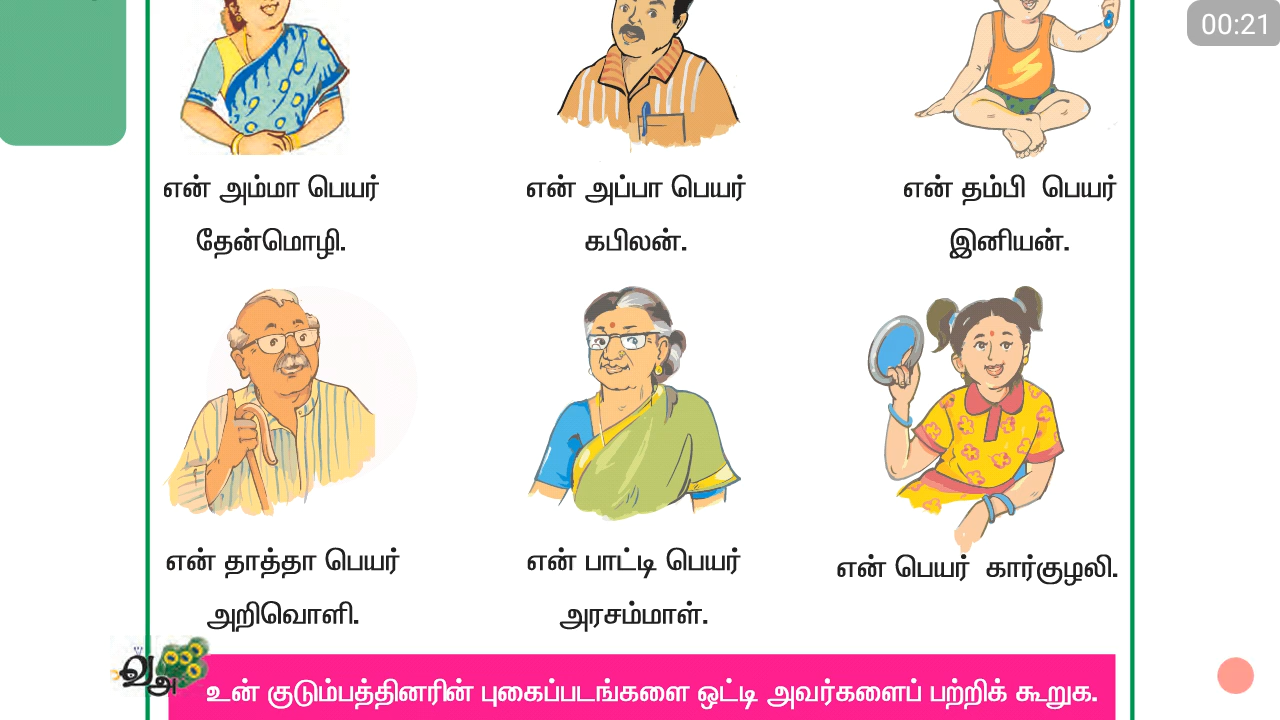 00:21
என் அம்மா பெயர்
தேன்மொழி.
என் அப்பா பெயர்
கபிலன்.
என் தம்பி பெயர்
இனியன்.
என் தாத்தா பெயர்
அறிவொளி.
என் பாட்டி பெயர்
அரசம்மாள்.
என் பெயர் கார்குழலி.
வ
அ
உன் குடும்பத்தினரின் புகைப்படங்களை ஒட்டி அவர்களைப் பற்றிக் கூறுக.